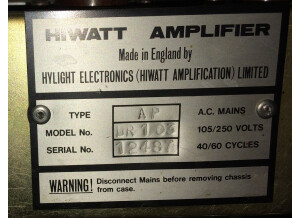 HIWATT AMPLIFIER
Made in England by
HYLIGHT ELECTRONICS (HIWATT AMPLIFICATION) LIMITED
TYPE AP A.C. MAINS
MODEL No. DR103 105/250 VOLTS
SERIAL No. 12487 40/60 CYCLES
WARNING! Disconnect Mains before removing chassis
from case.